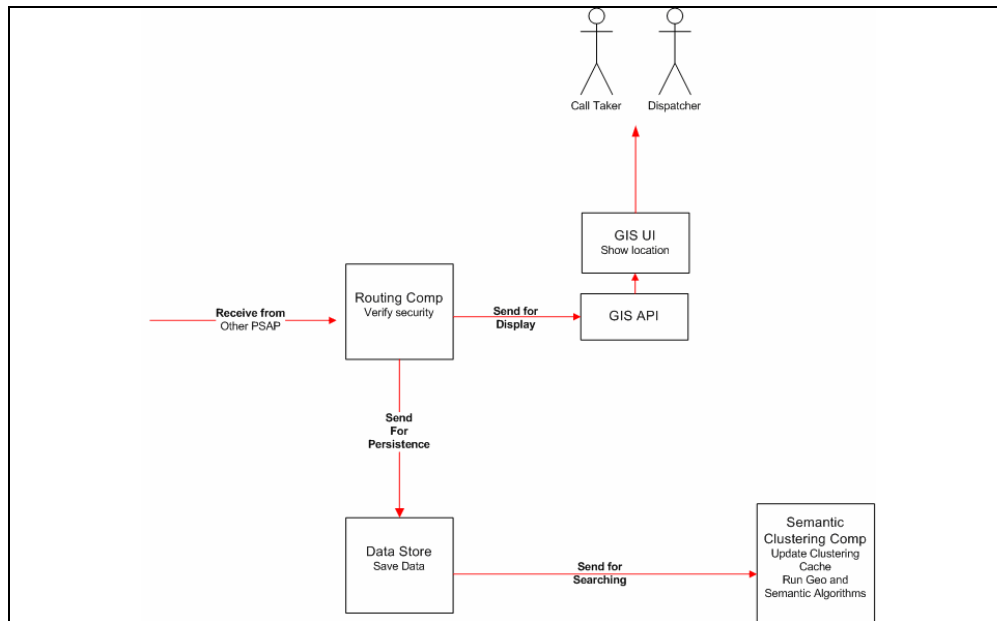 Call Taker
Dispatcher
GIS UI
Show location
Routing Comp
Verify security
Receive from
Other PSAP
Send for
Display
GIS API
Send
For
Persistence
Data Store
Save Data
Send for
Searching
Semantic
Clustering Comp
Update Clustering
Cache
Run Geo and
Semantic Algorithms